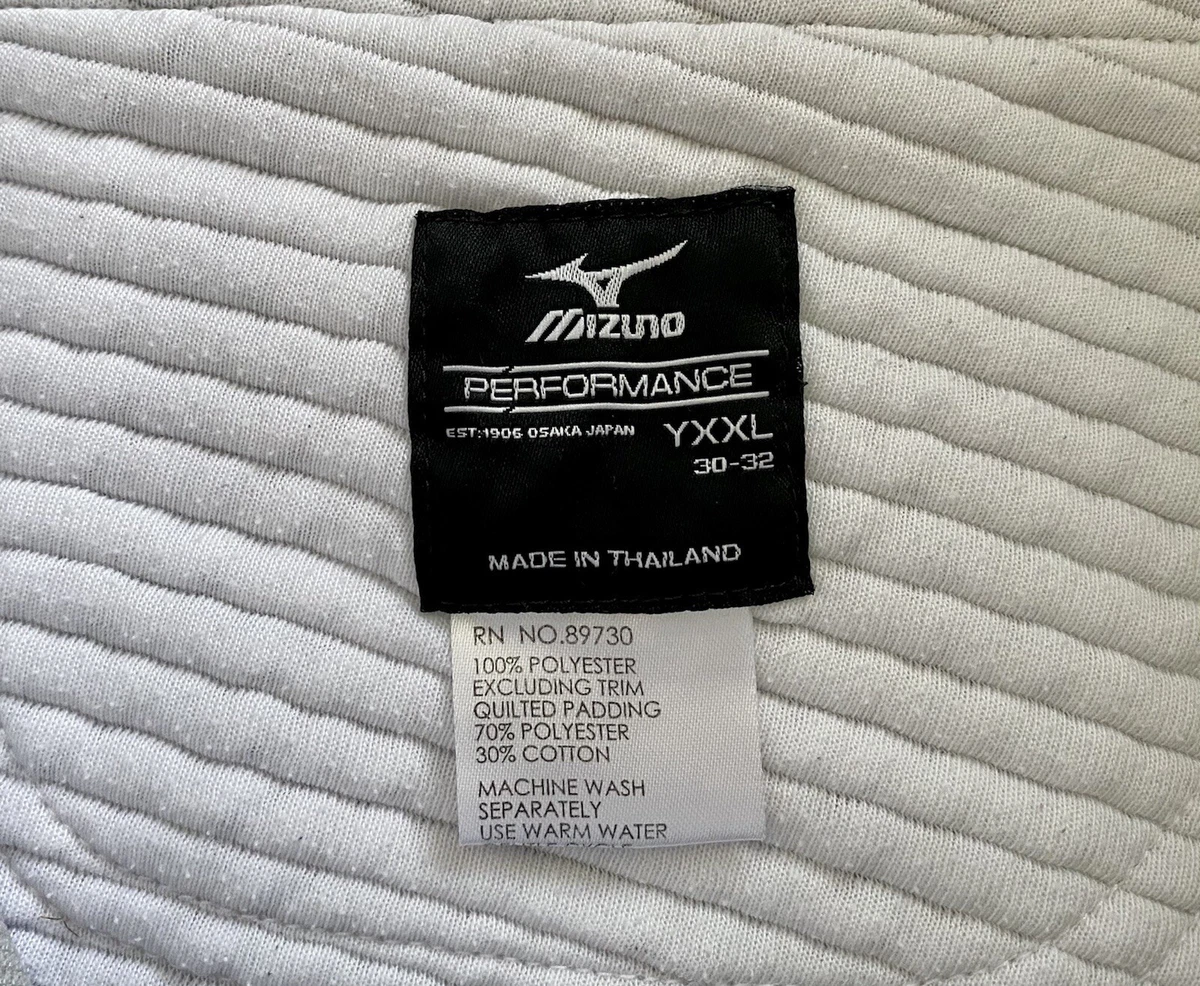 MIZUNO
PERFORMANCE
EST:1906 OSAKA JAPAN YXXL
30-32
MADE IN THAILAND
RN NO.89730
100% POLYESTER
EXCLUDING TRIM
QUILTED PADDING
70% POLYESTER
30% COTTON
MACHINE WASH
SEPARATELY
USE WARM WATER